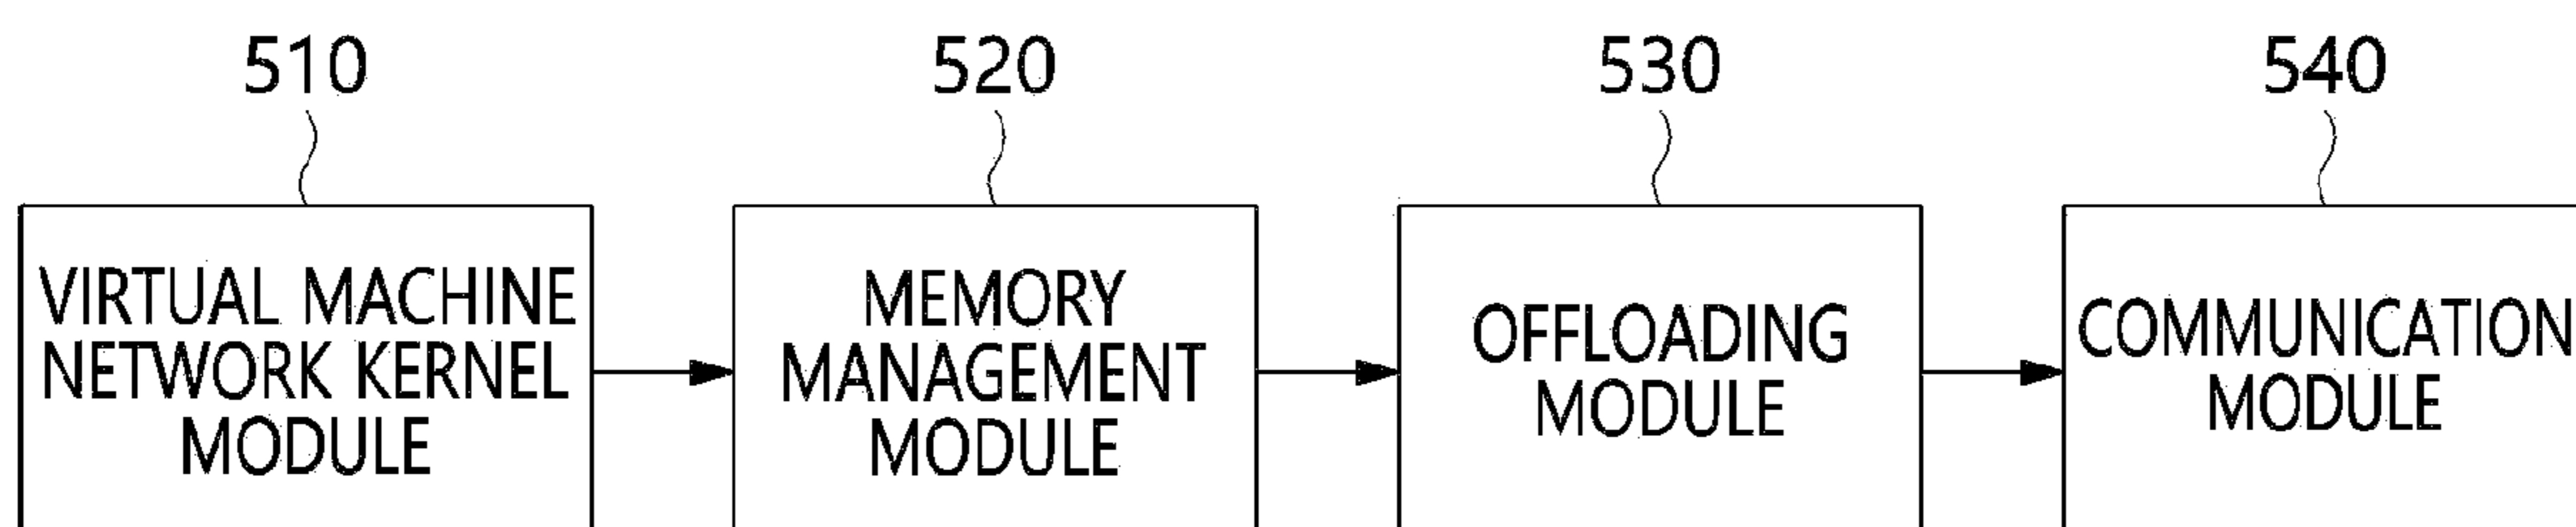 510
520
530
540
VIRTUAL MACHINE
NETWORK KERNEL
MODULE
MEMORY
MANAGEMENT
MODULE
OFFLOADING
MODULE
COMMUNICATION
MODULE